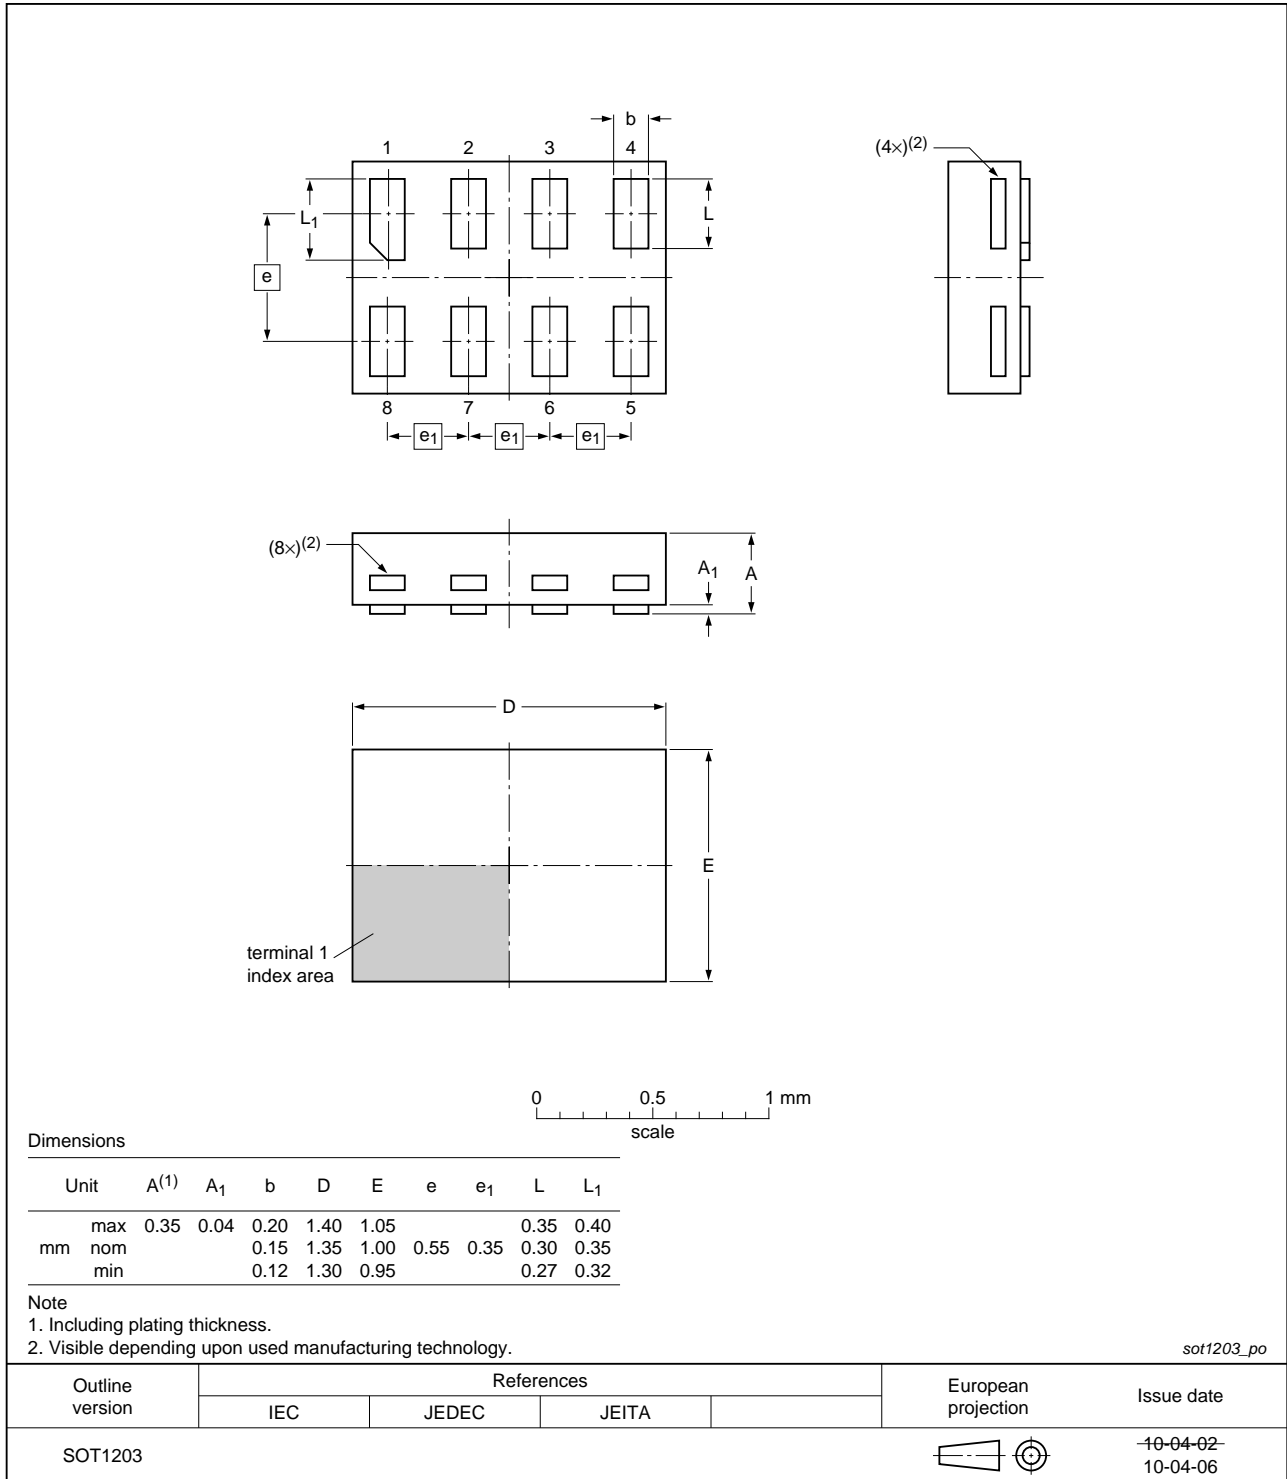 b
1 2 3 4
(4×)(2)
L1
L
e
8 7 6 5
e1 e1 e1
(8×)(2)
A1 A
D
E
terminal 1
index area
0 0.5 1 mm
scale
Dimensions
Unit A(1) A1 b D E e e1 L L1
max 0.35 0.04 0.20 1.40 1.05 0.35 0.40
mm nom 0.15 1.35 1.00 0.55 0.35 0.30 0.35
min 0.12 1.30 0.95 0.27 0.32
Note
1. Including plating thickness.
2. Visible depending upon used manufacturing technology.
sot1203_po
Outline
version
References
IEC JEDEC JEITA
European
projection
Issue date
SOT1203
10-04-02
10-04-06